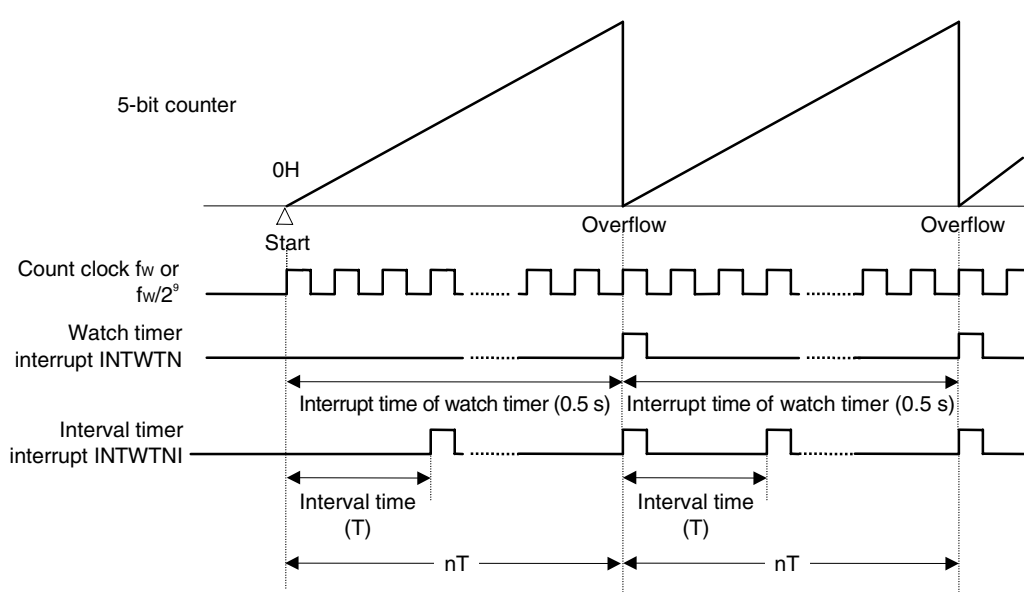 5-bit counter
0H
Start
Overflow
Overflow
Count clock fW or
fW/2⁹
Watch timer
interrupt INTWTN
Interrupt time of watch timer (0.5 s)
Interrupt time of watch timer (0.5 s)
Interval timer
interrupt INTWTNI
Interval time
(T)
Interval time
(T)
nT
nT